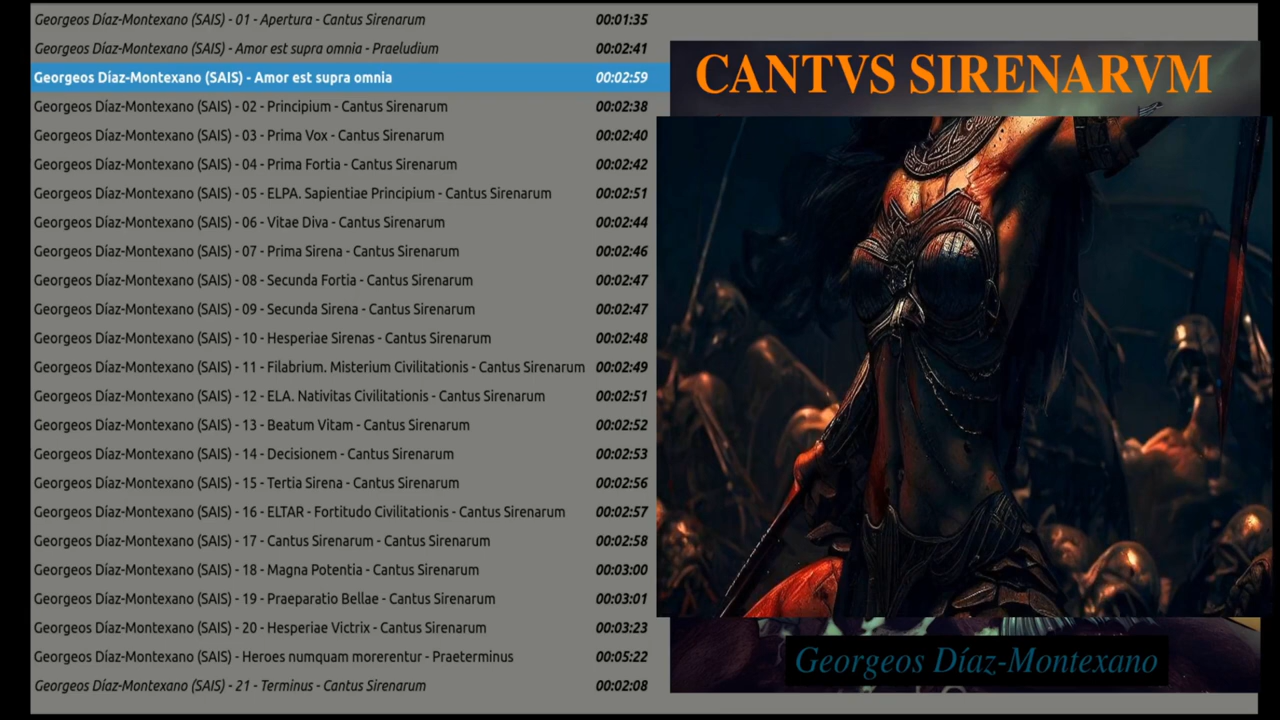 Georgeos Díaz-Montexano (SAIS) - 01 - Apertura - Cantus Sirenarum 00:01:35
Georgeos Díaz-Montexano (SAIS) - Amor est supra omnia - Praeludium 00:02:41
Georgeos Díaz-Montexano (SAIS) - Amor est supra omnia 00:02:59
Georgeos Díaz-Montexano (SAIS) - 02 - Principium - Cantus Sirenarum 00:02:38
Georgeos Díaz-Montexano (SAIS) - 03 - Prima Vox - Cantus Sirenarum 00:02:40
Georgeos Díaz-Montexano (SAIS) - 04 - Prima Fortia - Cantus Sirenarum 00:02:42
Georgeos Díaz-Montexano (SAIS) - 05 - ELPA. Sapientiae Principium - Cantus Sirenarum 00:02:51
Georgeos Díaz-Montexano (SAIS) - 06 - Vitae Diva - Cantus Sirenarum 00:02:44
Georgeos Díaz-Montexano (SAIS) - 07 - Prima Sirena - Cantus Sirenarum 00:02:46
Georgeos Díaz-Montexano (SAIS) - 08 - Secunda Fortia - Cantus Sirenarum 00:02:47
Georgeos Díaz-Montexano (SAIS) - 09 - Secunda Sirena - Cantus Sirenarum 00:02:47
Georgeos Díaz-Montexano (SAIS) - 10 - Hesperiae Sirenas - Cantus Sirenarum 00:02:48
Georgeos Díaz-Montexano (SAIS) - 11 - Filabrium. Misterium Civilitationis - Cantus Sirenarum 00:02:49
Georgeos Díaz-Montexano (SAIS) - 12 - ELA. Nativitas Civilitationis - Cantus Sirenarum 00:02:51
Georgeos Díaz-Montexano (SAIS) - 13 - Beatum Vitam - Cantus Sirenarum 00:02:52
Georgeos Díaz-Montexano (SAIS) - 14 - Decisionem - Cantus Sirenarum 00:02:53
Georgeos Díaz-Montexano (SAIS) - 15 - Tertia Sirena - Cantus Sirenarum 00:02:56
Georgeos Díaz-Montexano (SAIS) - 16 - ELTAR - Fortitudo Civilitationis - Cantus Sirenarum 00:02:57
Georgeos Díaz-Montexano (SAIS) - 17 - Cantus Sirenarum - Cantus Sirenarum 00:02:58
Georgeos Díaz-Montexano (SAIS) - 18 - Magna Potentia - Cantus Sirenarum 00:03:00
Georgeos Díaz-Montexano (SAIS) - 19 - Praeparatio Bellae - Cantus Sirenarum 00:03:01
Georgeos Díaz-Montexano (SAIS) - 20 - Hesperiae Victrix - Cantus Sirenarum 00:03:23
Georgeos Díaz-Montexano (SAIS) - Heroes numquam morerentur - Praeterminus 00:05:22
Georgeos Díaz-Montexano (SAIS) - 21 - Terminus - Cantus Sirenarum 00:02:08
CANTVS SIRENARVM
Georgeos Díaz-Montexano